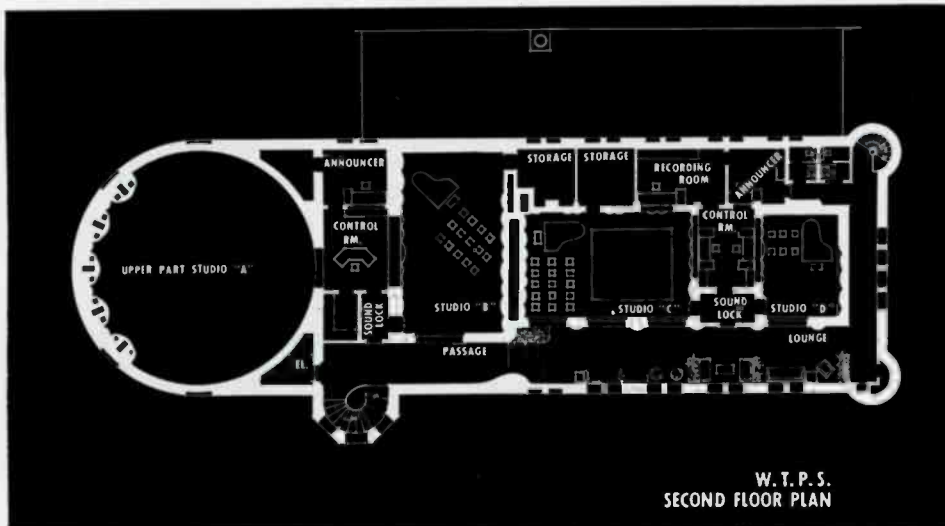 ANNOUNCER
STORAGE
STORAGE
RECORDING
ROOM
ANNOUNCER
CONTROL
RM.
CONTROL
RM.
UPPER PART STUDIO "A"
SOUND
LOCK
STUDIO "B"
STUDIO "C"
SOUND
LOCK
STUDIO "D"
PASSAGE
LOUNGE
EL.
W.T.P.S.
SECOND FLOOR PLAN